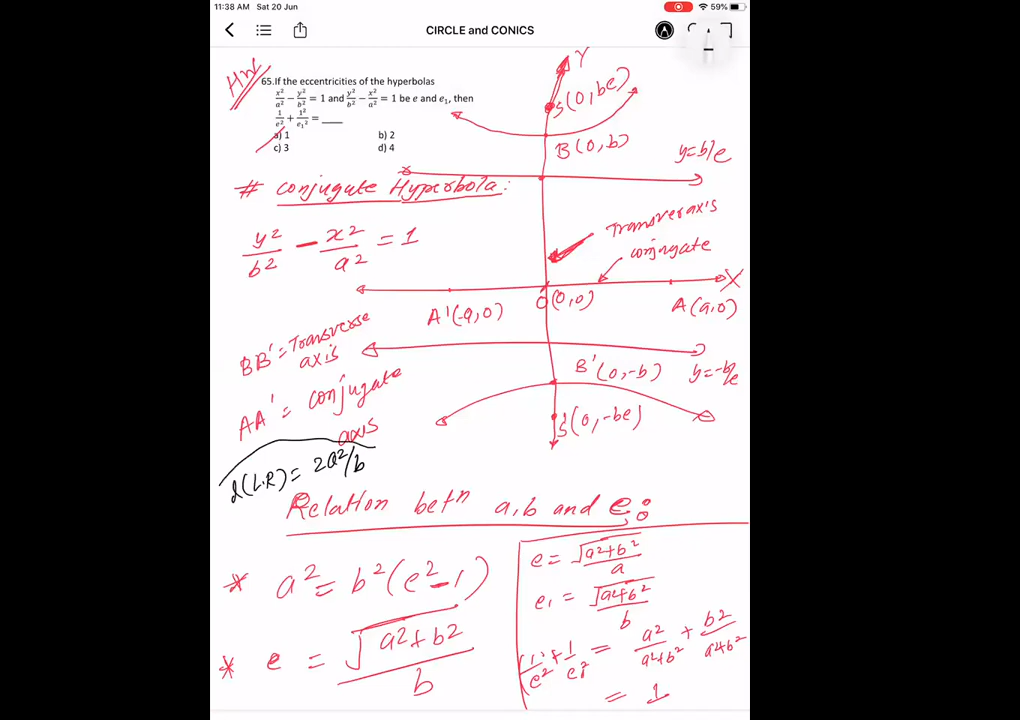 11:38 AM Sat 20 Jun
59%
CIRCLE and CONICS
HW
65.If the eccentricities of the hyperbolas
x²/a² − y²/b² = 1 and y²/b² − x²/a² = 1 be e and e₁, then
1/e² + 1²/e₁² = ____
a) 1 b) 2
c) 3 d) 4
Y
S(0,be)
B(0,b)
y=b/e
# Conjugate Hyperbola:
y²/b² − x²/a² = 1
Transveraxis
conjugate
X
A'(-a,0)
O(0,0)
A(a,0)
BB' = Transverse
axis
B'(0,-b)
y=-b/e
AA' = conjugate
axis
S'(0,-be)
l(L.R) = 2a²/b
Relation betn a,b and e:
* a² = b²(e²-1)
* e = √a²+b²/b
e = √a²+b²/a
e₁ = √a²+b²/b
1/e² + 1/e₁² = a²/a²+b² + b²/a²+b²
= 1